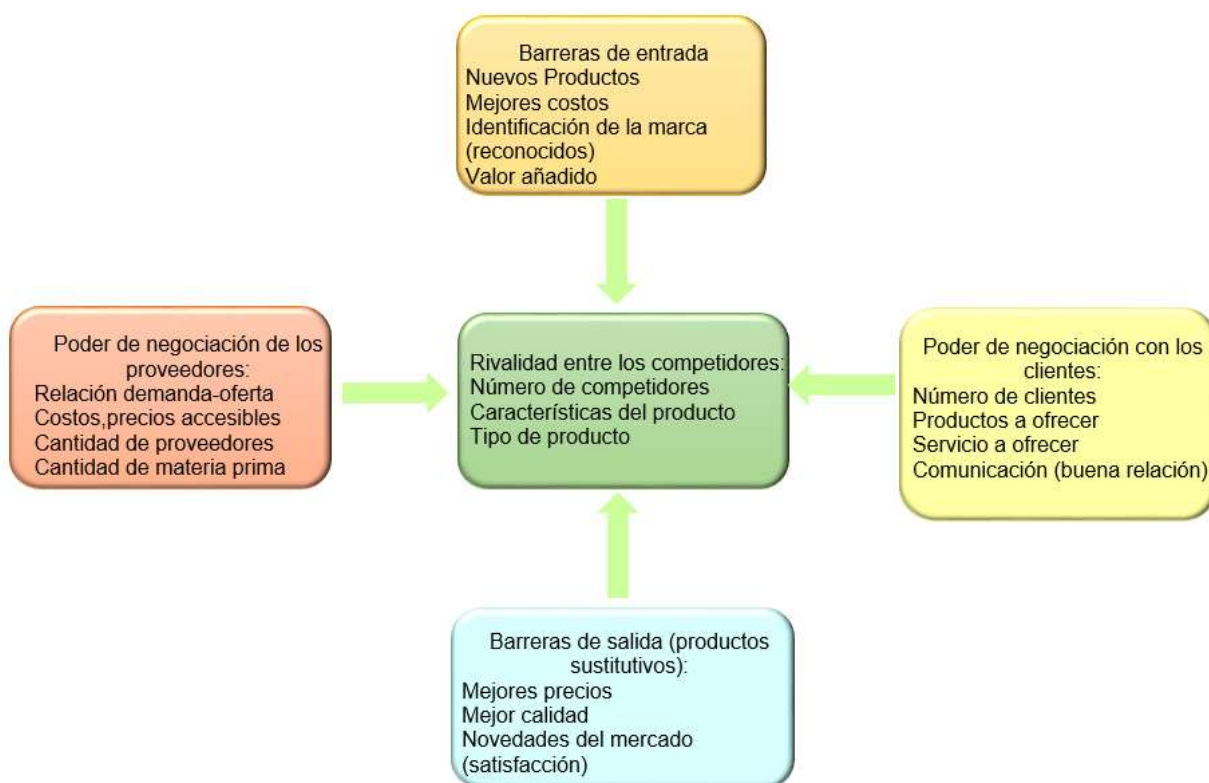 Barreras de entrada
Nuevos Productos
Mejores costos
Identificación de la marca
(reconocidos)
Valor añadido
Poder de negociación de los
proveedores:
Relación demanda-oferta
Costos,precios accesibles
Cantidad de proveedores
Cantidad de materia prima
Rivalidad entre los competidores:
Número de competidores
Características del producto
Tipo de producto
Poder de negociación con los
clientes:
Número de clientes
Productos a ofrecer
Servicio a ofrecer
Comunicación (buena relación)
Barreras de salida (productos
sustitutivos):
Mejores precios
Mejor calidad
Novedades del mercado
(satisfacción)